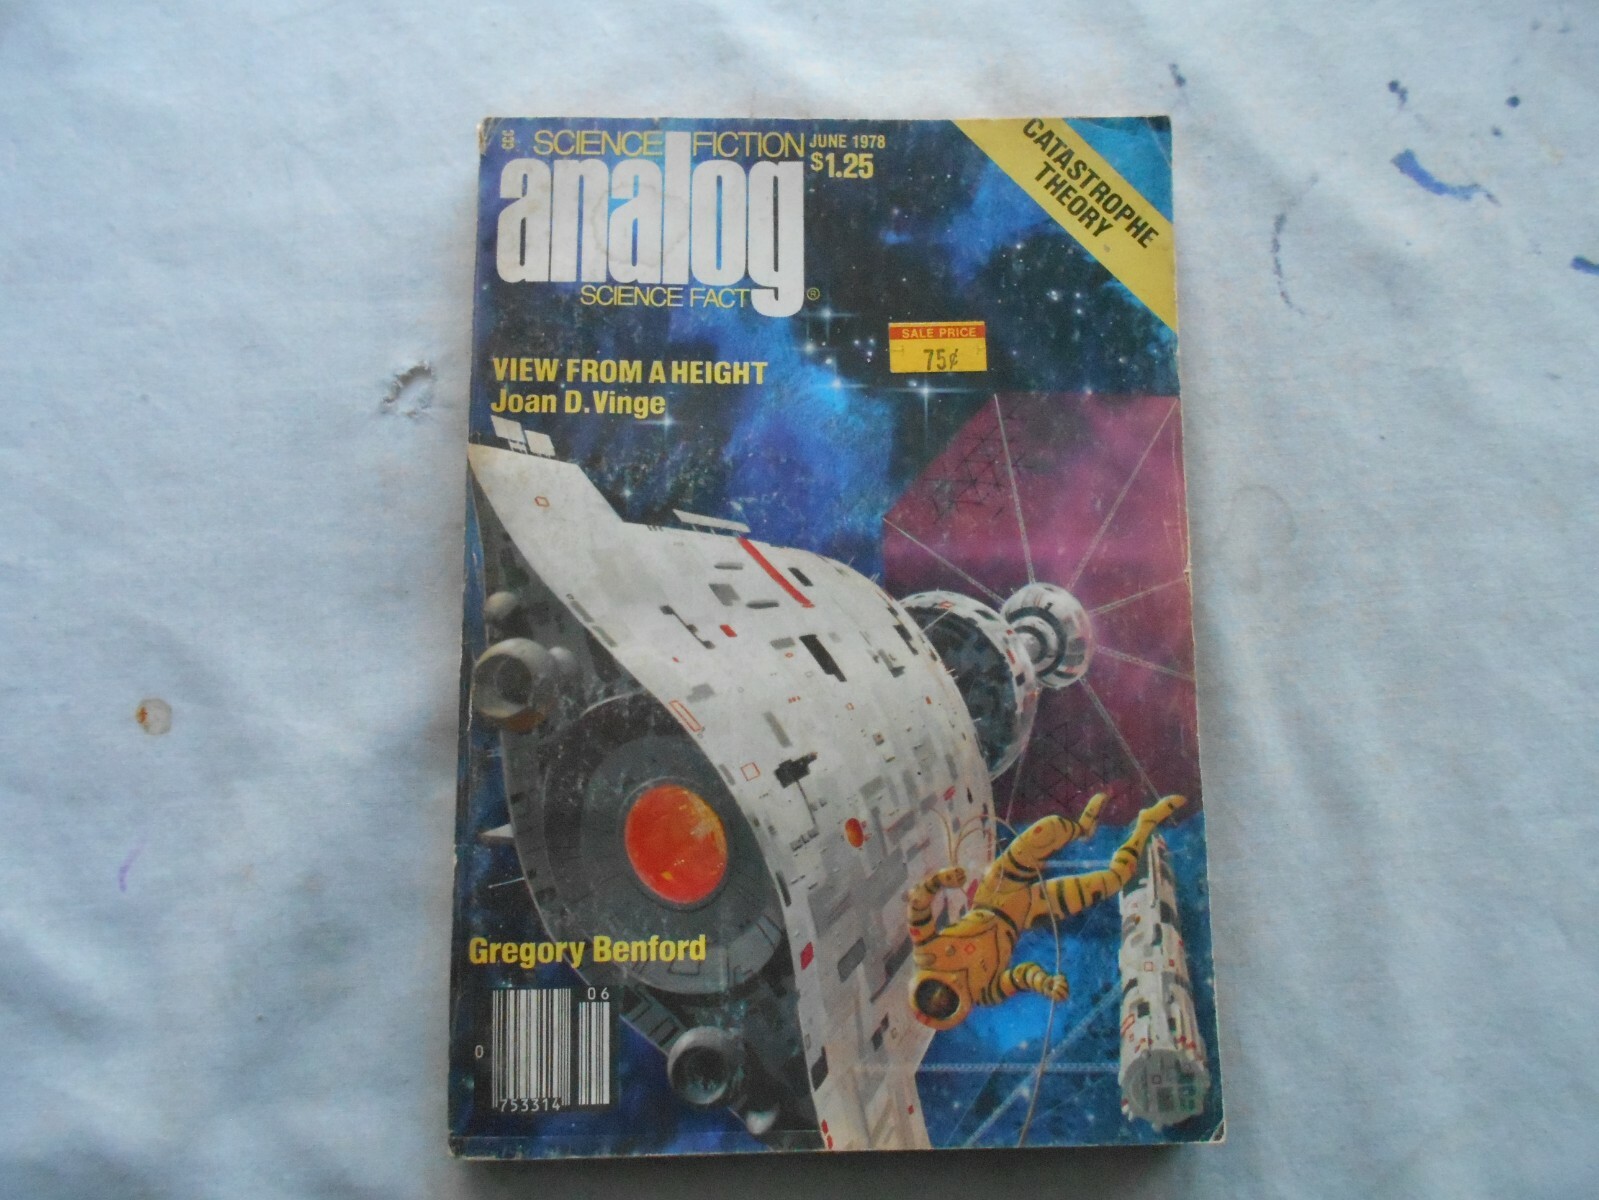 SCIENCE FICTION
JUNE 1978
$1.25
analog
®
SCIENCE FACT
CATASTROPHE
THEORY
SALE PRICE
75¢
VIEW FROM A HEIGHT
Joan D. Vinge
Gregory Benford
06
0
753314